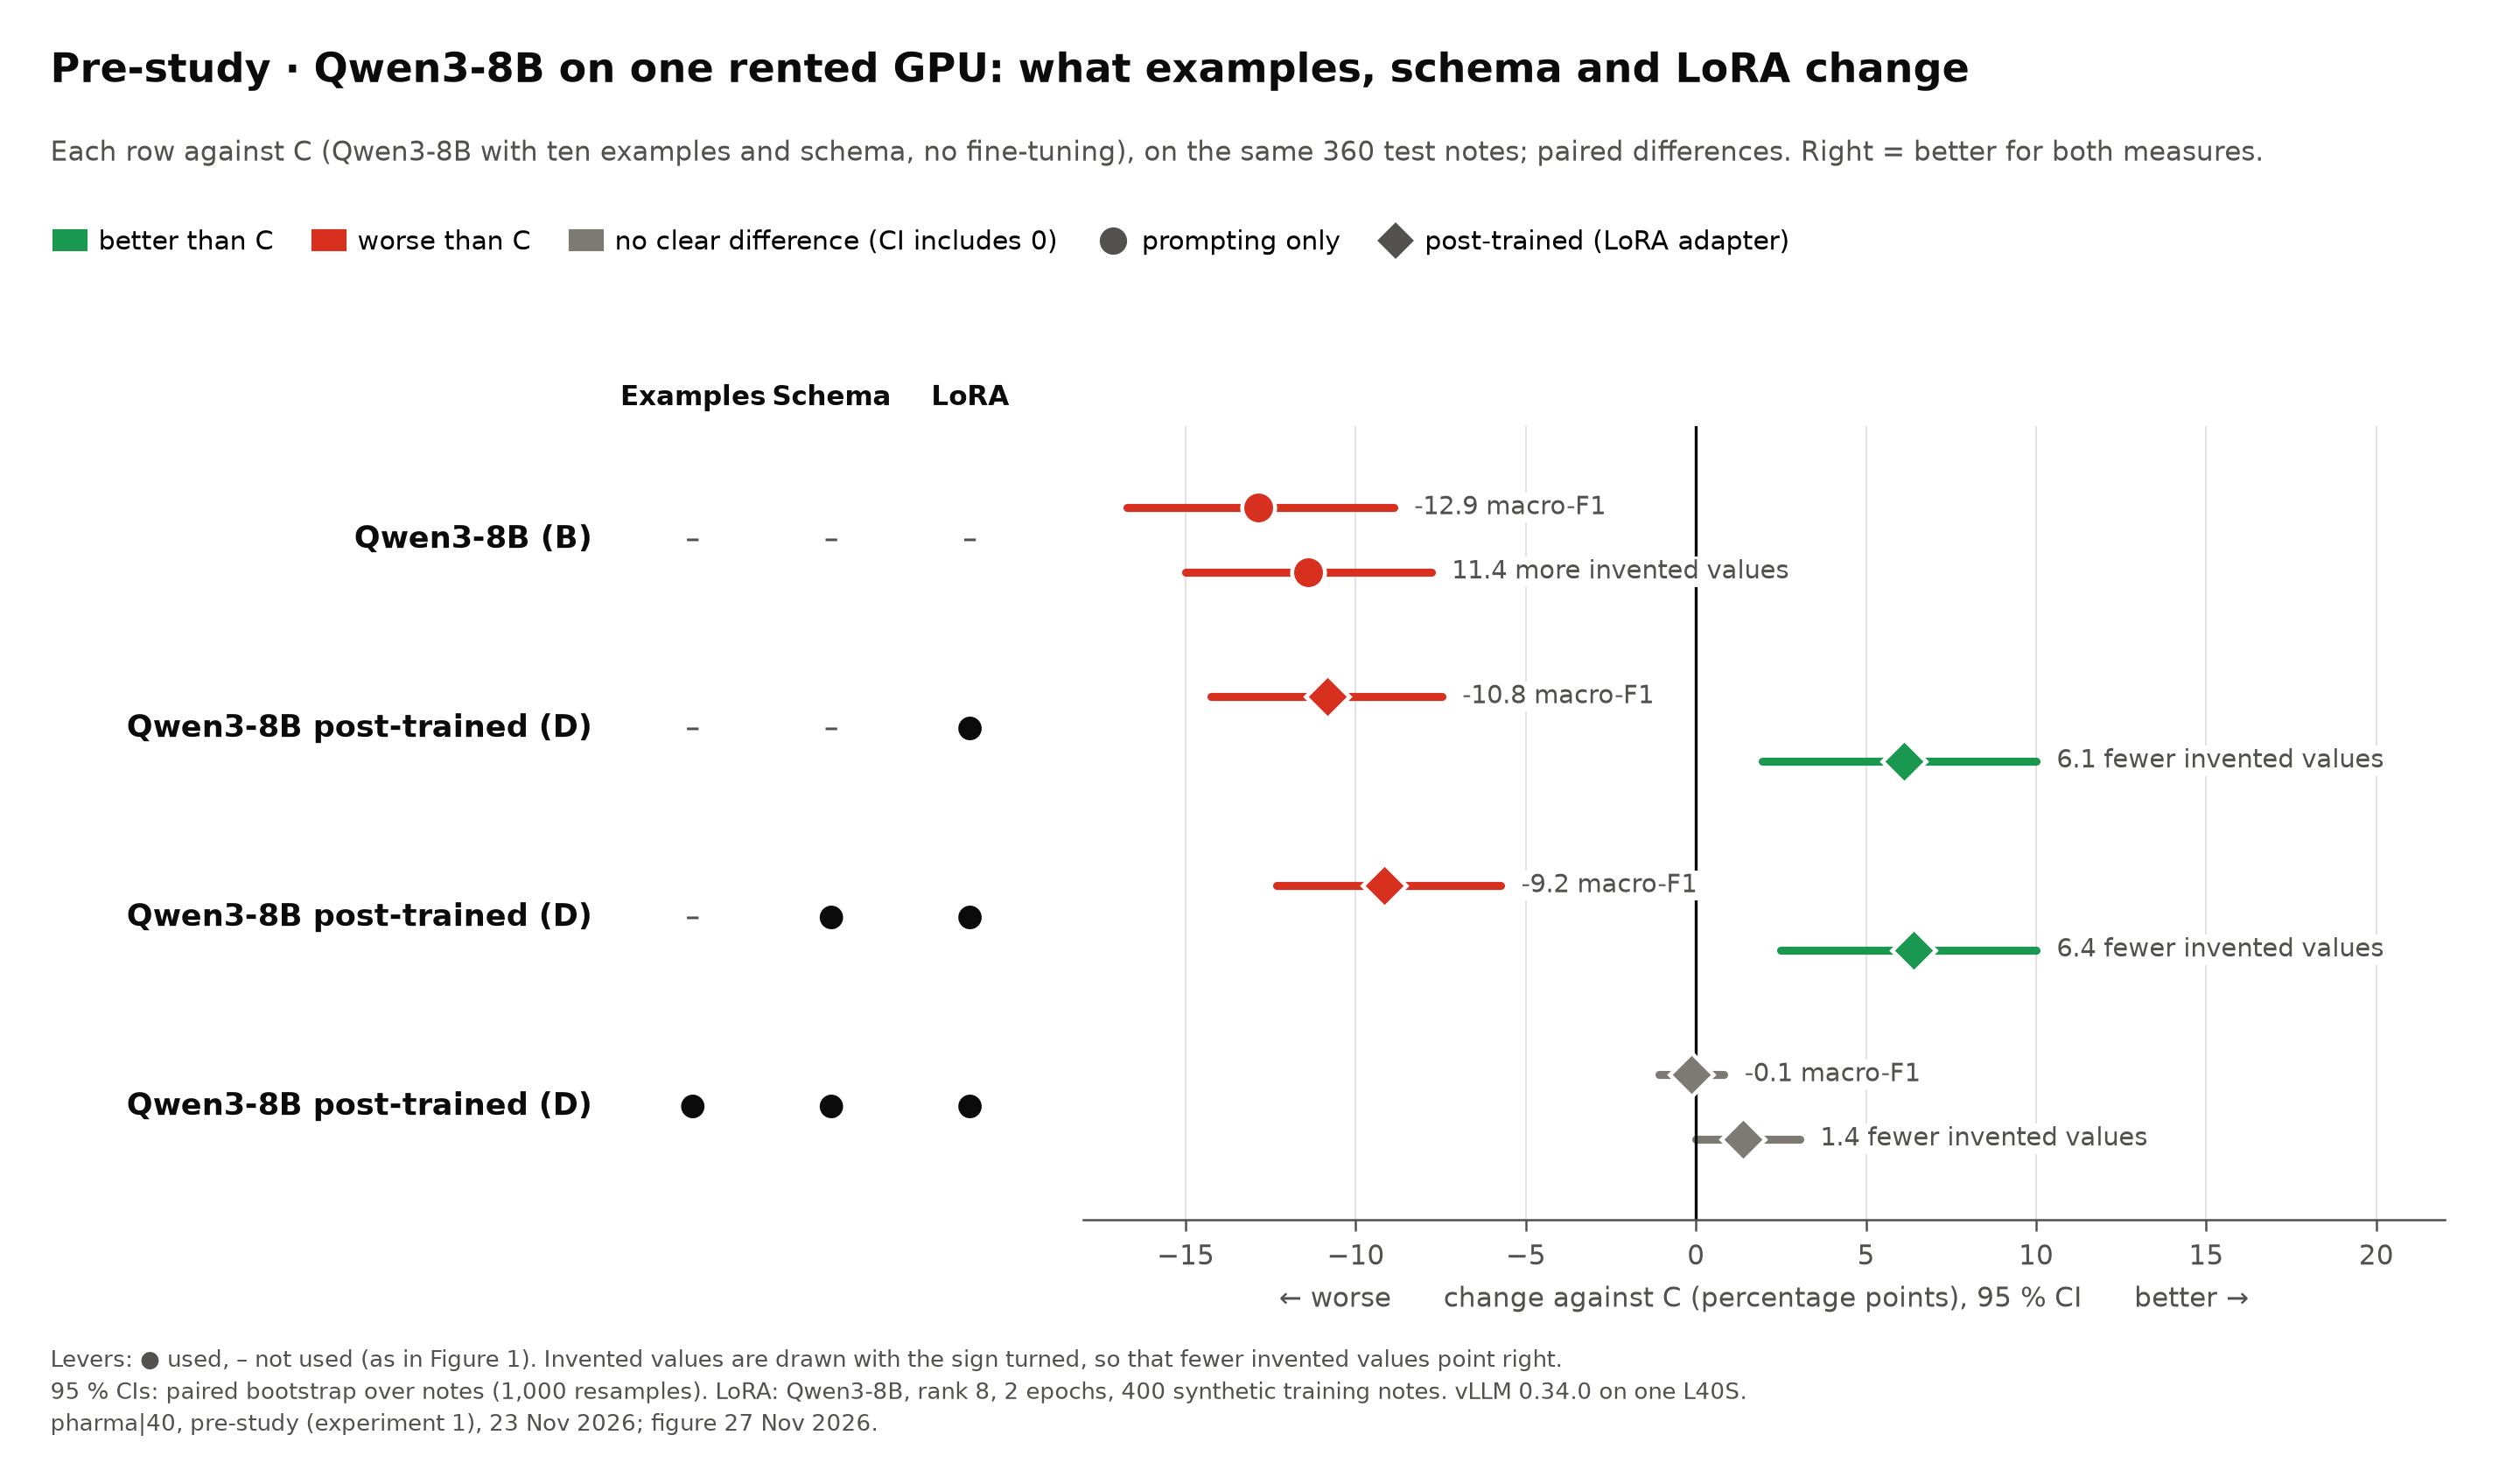 Pre-study · Qwen3-8B on one rented GPU: what examples, schema and LoRA change
Each row against C (Qwen3-8B with ten examples and schema, no fine-tuning), on the same 360 test notes; paired differences. Right = better for both measures.
better than C worse than C no clear difference (CI includes 0) prompting only post-trained (LoRA adapter)
Examples Schema LoRA
-12.9 macro-F1
Qwen3-8B (B) – – –
11.4 more invented values
-10.8 macro-F1
Qwen3-8B post-trained (D) – – ●
6.1 fewer invented values
-9.2 macro-F1
Qwen3-8B post-trained (D) – ● ●
6.4 fewer invented values
-0.1 macro-F1
Qwen3-8B post-trained (D) ● ● ●
1.4 fewer invented values
−15 −10 −5 0 5 10 15 20
← worse change against C (percentage points), 95 % CI better →
Levers: ● used, – not used (as in Figure 1). Invented values are drawn with the sign turned, so that fewer invented values point right.
95 % CIs: paired bootstrap over notes (1,000 resamples). LoRA: Qwen3-8B, rank 8, 2 epochs, 400 synthetic training notes. vLLM 0.34.0 on one L40S.
pharma|40, pre-study (experiment 1), 23 Nov 2026; figure 27 Nov 2026.